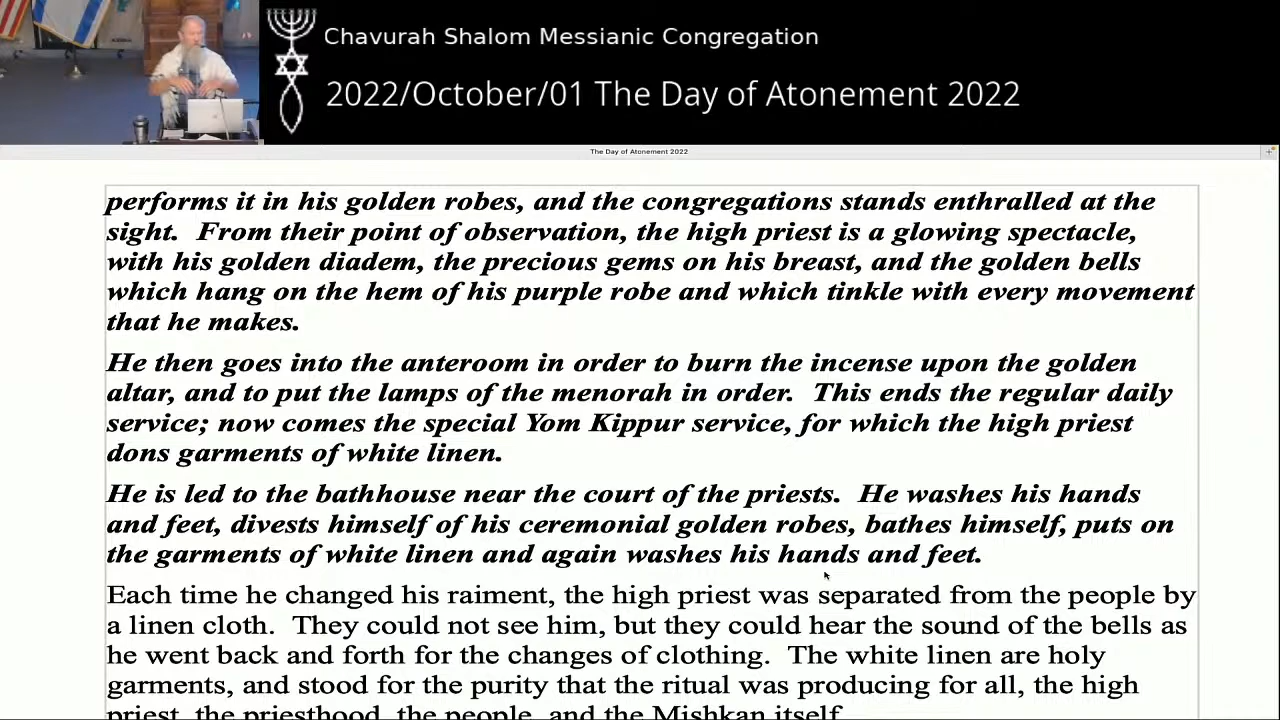 Chavurah Shalom Messianic Congregation
2022/October/01 The Day of Atonement 2022
The Day of Atonement 2022
performs it in his golden robes, and the congregations stands enthralled at the
sight. From their point of observation, the high priest is a glowing spectacle,
with his golden diadem, the precious gems on his breast, and the golden bells
which hang on the hem of his purple robe and which tinkle with every movement
that he makes.
He then goes into the anteroom in order to burn the incense upon the golden
altar, and to put the lamps of the menorah in order. This ends the regular daily
service; now comes the special Yom Kippur service, for which the high priest
dons garments of white linen.
He is led to the bathhouse near the court of the priests. He washes his hands
and feet, divests himself of his ceremonial golden robes, bathes himself, puts on
the garments of white linen and again washes his hands and feet.
Each time he changed his raiment, the high priest was separated from the people by
a linen cloth. They could not see him, but they could hear the sound of the bells as
he went back and forth for the changes of clothing. The white linen are holy
garments, and stood for the purity that the ritual was producing for all, the high
priest, the priesthood, the people, and the Mishkan itself.